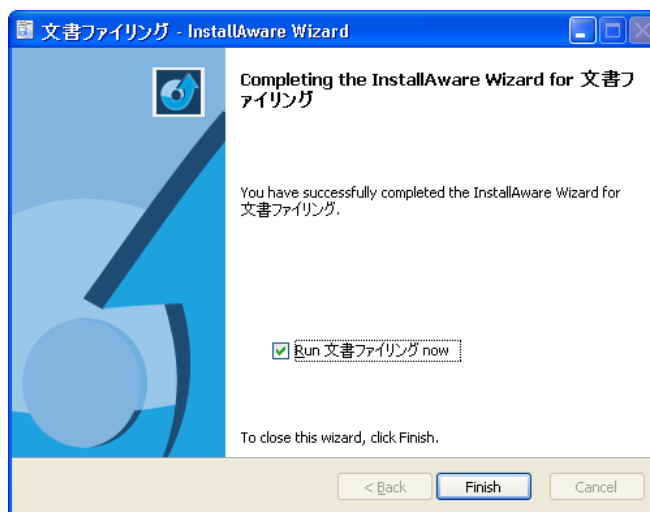 文書ファイリング - InstallAware Wizard
Completing the InstallAware Wizard for 文書フ
ァイリング
You have successfully completed the InstallAware Wizard for
文書ファイリング.
Run 文書ファイリング now
To close this wizard, click Finish.
< Back Finish Cancel